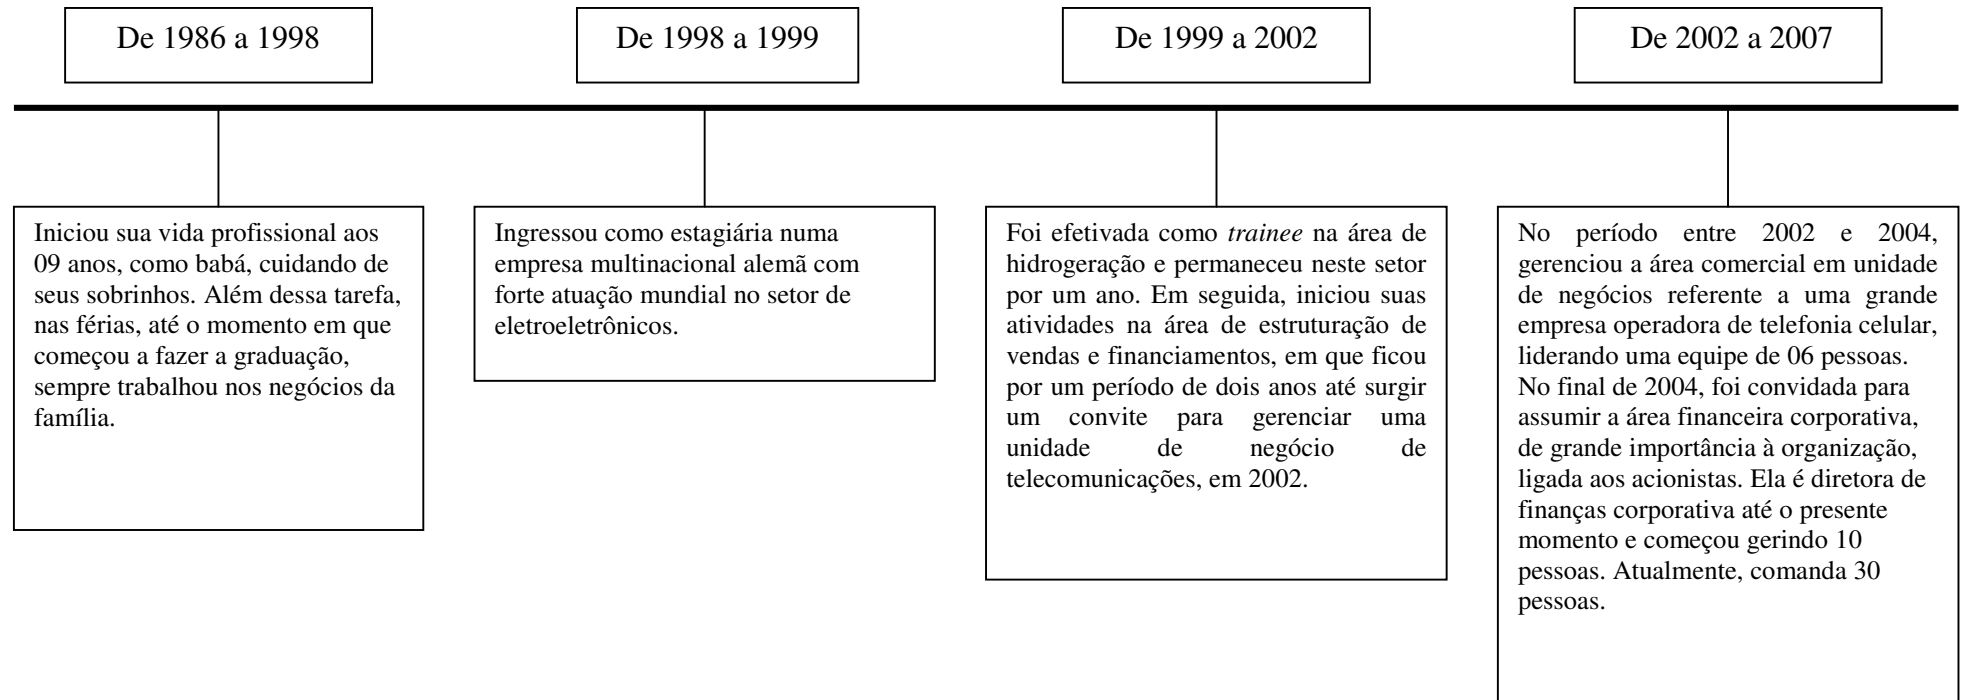 De 1986 a 1998
De 1998 a 1999
De 1999 a 2002
De 2002 a 2007
Iniciou sua vida profissional aos
09 anos, como babá, cuidando de
seus sobrinhos. Além dessa tarefa,
nas férias, até o momento em que
começou a fazer a graduação,
sempre trabalhou nos negócios da
família.
Ingressou como estagiária numa
empresa multinacional alemã com
forte atuação mundial no setor de
eletroeletrônicos.
Foi efetivada como trainee na área de
hidrogeração e permaneceu neste setor
por um ano. Em seguida, iniciou suas
atividades na área de estruturação de
vendas e financiamentos, em que ficou
por um período de dois anos até surgir
um convite para gerenciar uma
unidade de negócio de
telecomunicações, em 2002.
No período entre 2002 e 2004,
gerenciou a área comercial em unidade
de negócios referente a uma grande
empresa operadora de telefonia celular,
liderando uma equipe de 06 pessoas.
No final de 2004, foi convidada para
assumir a área financeira corporativa,
de grande importância à organização,
ligada aos acionistas. Ela é diretora de
finanças corporativa até o presente
momento e começou gerindo 10
pessoas. Atualmente, comanda 30
pessoas.